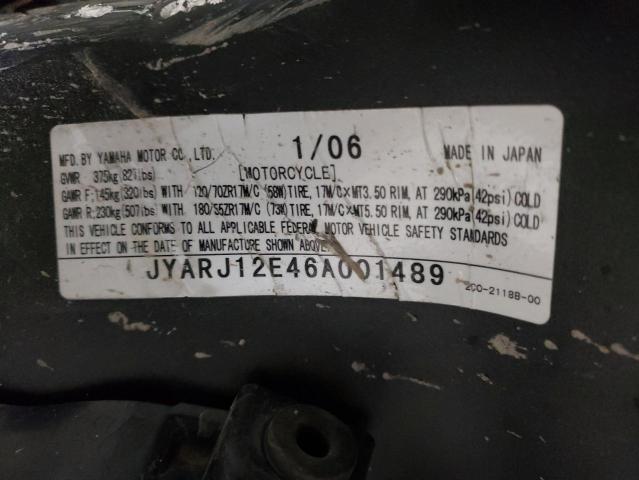 MFD. BY YAMAHA MOTOR CO., LTD. 1/06 MADE IN JAPAN
GVWR 375kg(821bs) [MOTORCYCLE]
GAWR F; 145kg(320lbs) WITH 120/70ZR17M/C (58W) TIRE, 17M/C×MT3.50 RIM, AT 290kPa(42psi) COLD
GAWR R; 230kg(507lbs) WITH 180/55ZR17M/C (73W) TIRE, 17M/C×MT5.50 RIM, AT 290kPa(42psi) COLD
THIS VEHICLE CONFORMS TO ALL APPLICABLE FEDERAL MOTOR VEHICLE SAFETY STANDARDS
IN EFFECT ON THE DATE OF MANUFACTURE SHOWN ABOVE.
JYARJ12E46A001489
2C0-2118B-00